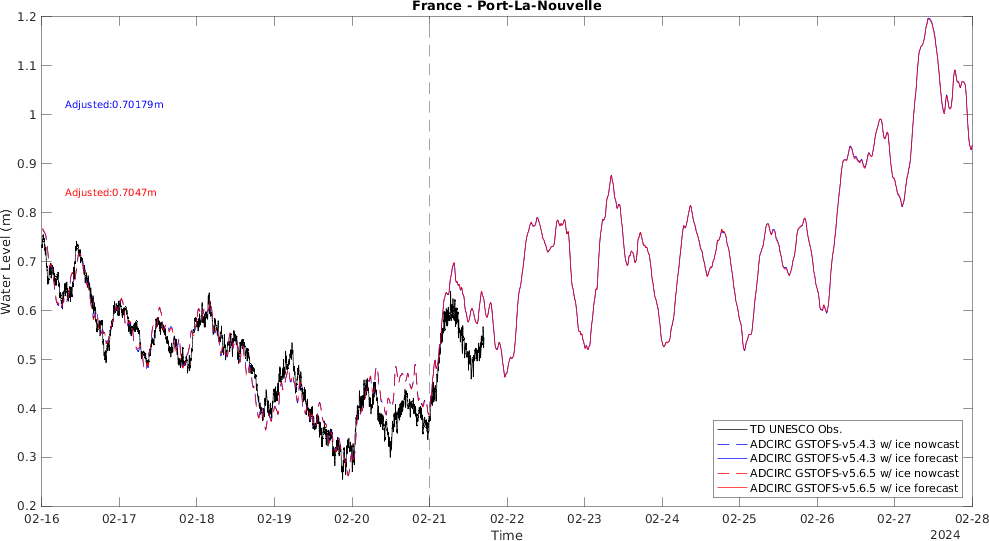 France - Port-La-Nouvelle
1.2
1.1
1
0.9
0.8
0.7
0.6
0.5
0.4
0.3
0.2
Water Level (m)
Adjusted:0.70179m
Adjusted:0.7047m
TD UNESCO Obs.
ADCIRC GSTOFS-v5.4.3 w/ ice nowcast
ADCIRC GSTOFS-v5.4.3 w/ ice forecast
ADCIRC GSTOFS-v5.6.5 w/ ice nowcast
ADCIRC GSTOFS-v5.6.5 w/ ice forecast
02-16 02-17 02-18 02-19 02-20 02-21 02-22 02-23 02-24 02-25 02-26 02-27 02-28
Time
2024